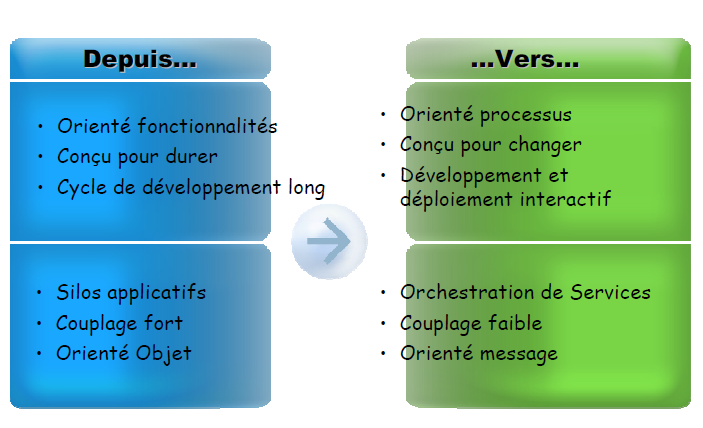 Depuis...
• Orienté fonctionnalités
• Conçu pour durer
• Cycle de développement long
• Silos applicatifs
• Couplage fort
• Orienté Objet
...Vers...
• Orienté processus
• Conçu pour changer
• Développement et
déploiement interactif
• Orchestration de Services
• Couplage faible
• Orienté message